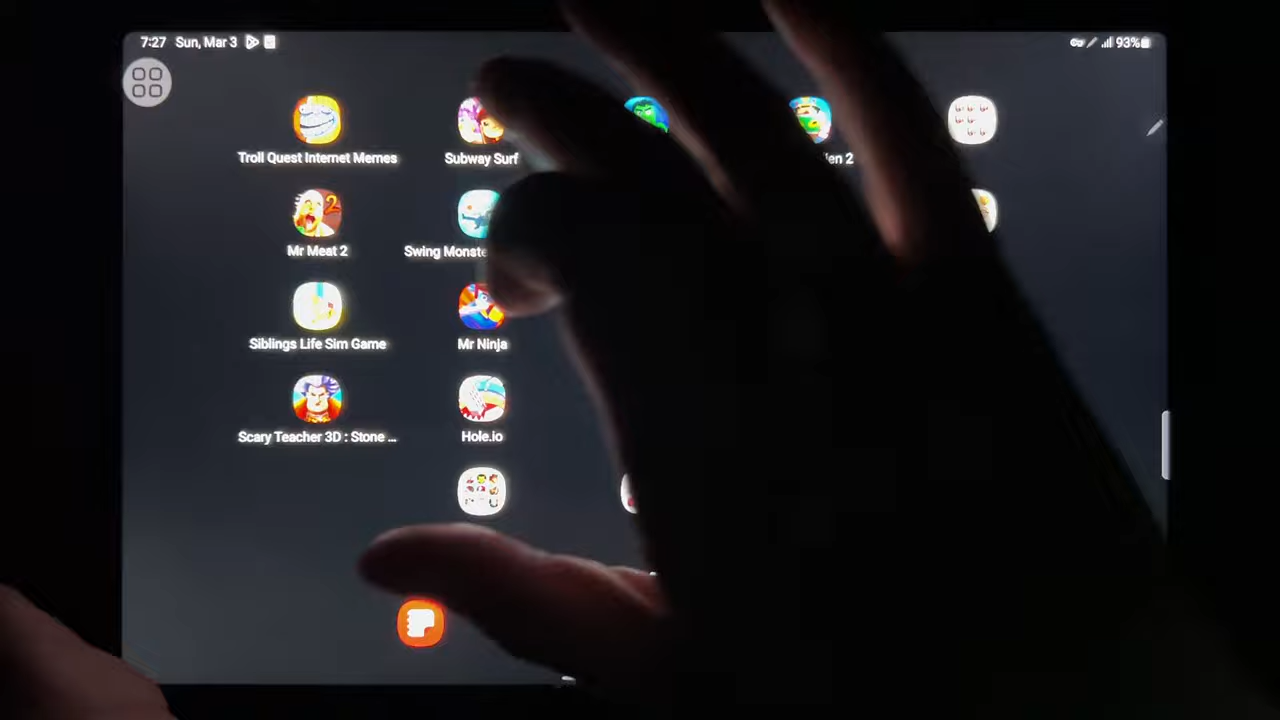 7:27 Sun, Mar 3 93%
Troll Quest Internet Memes
Subway Surf
2
Mr Meat 2
Swing Monste
Siblings Life Sim Game
Mr Ninja
Scary Teacher 3D : Stone ...
Hole.io